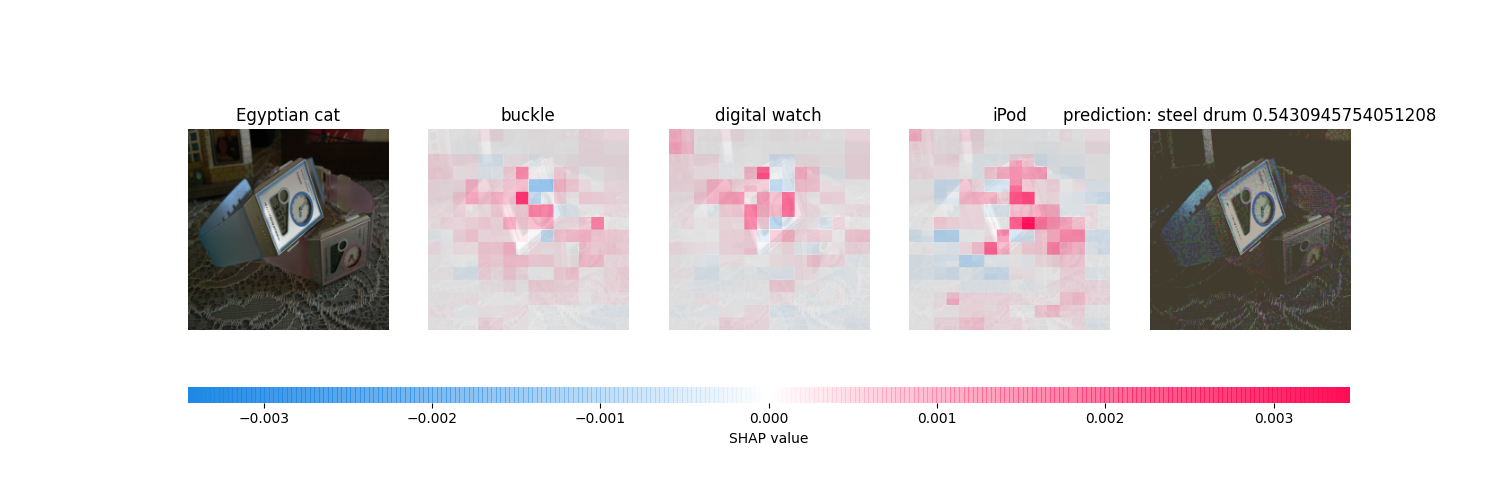 Egyptian cat
buckle
digital watch
iPod
prediction: steel drum 0.5430945754051208
−0.003
−0.002
−0.001
0.000
0.001
0.002
0.003
SHAP value